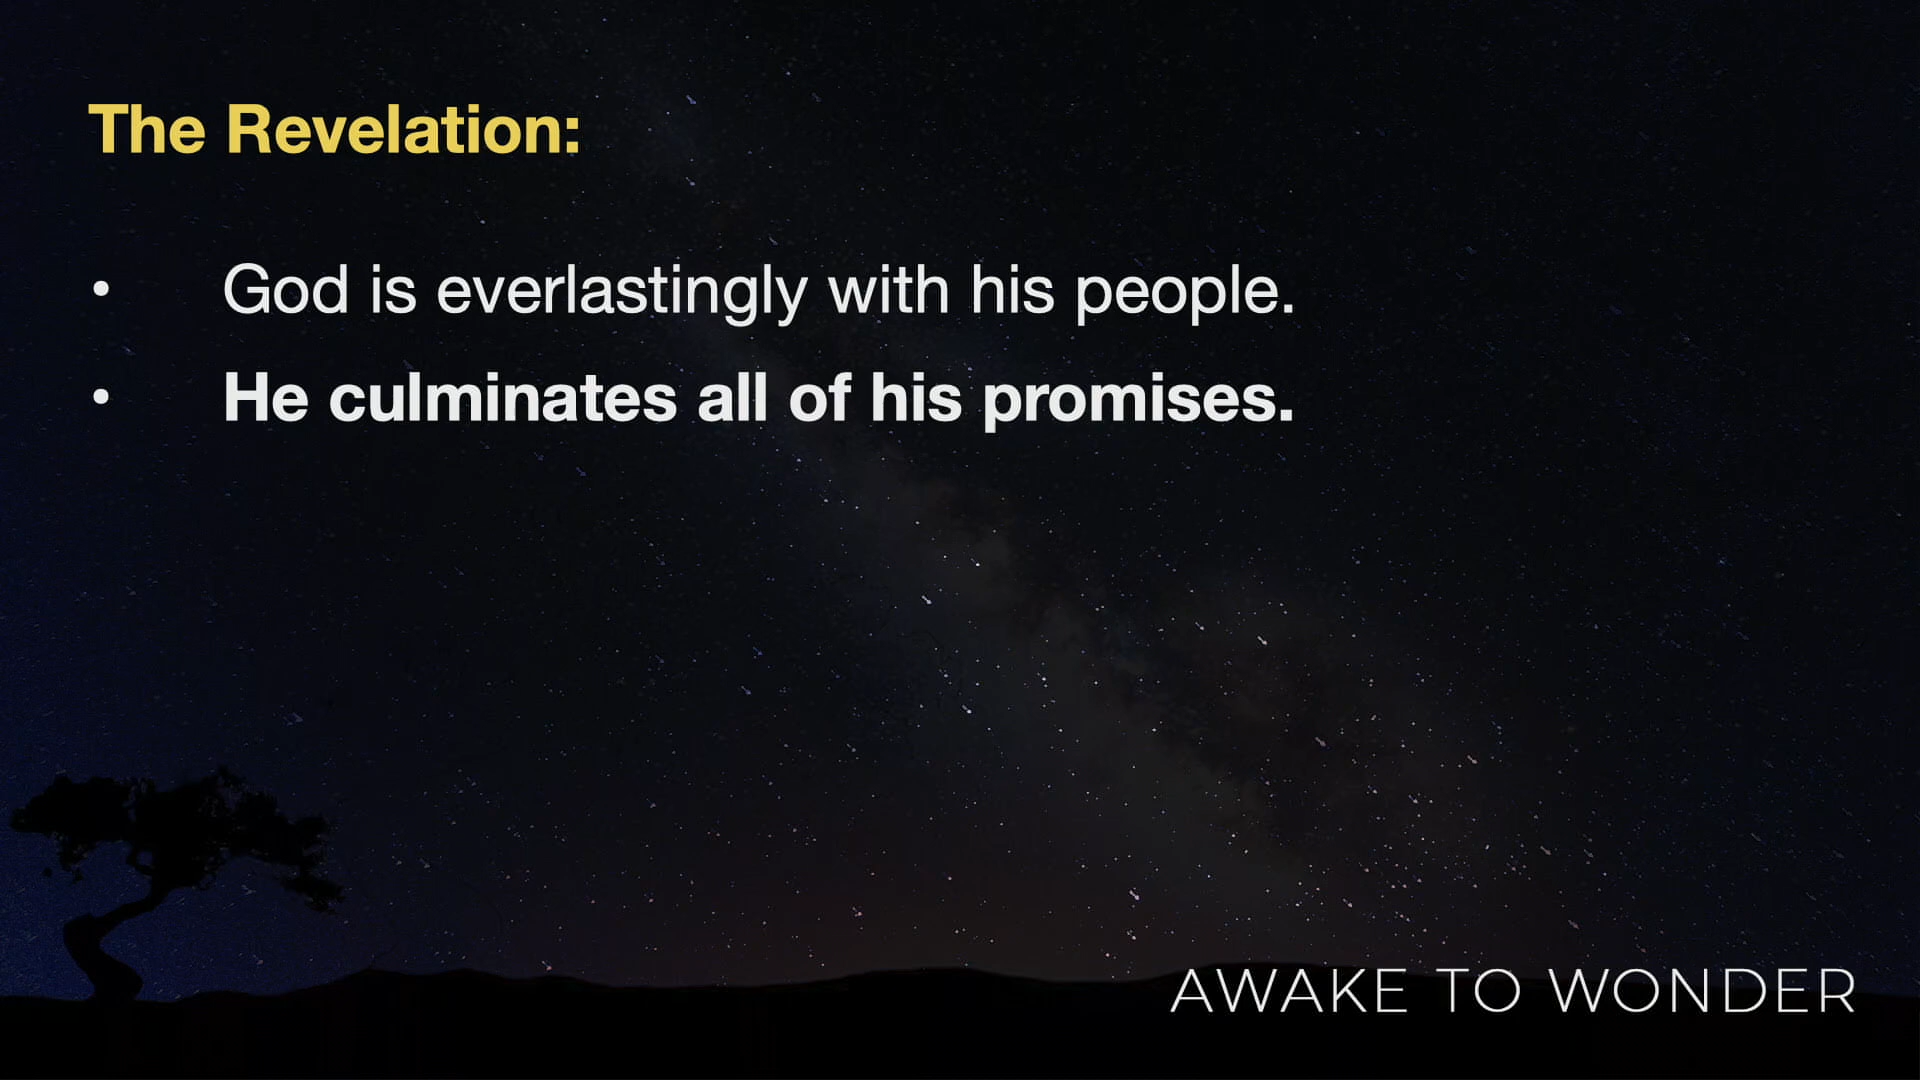 The Revelation:
• God is everlastingly with his people.
• He culminates all of his promises.
AWAKE TO WONDER